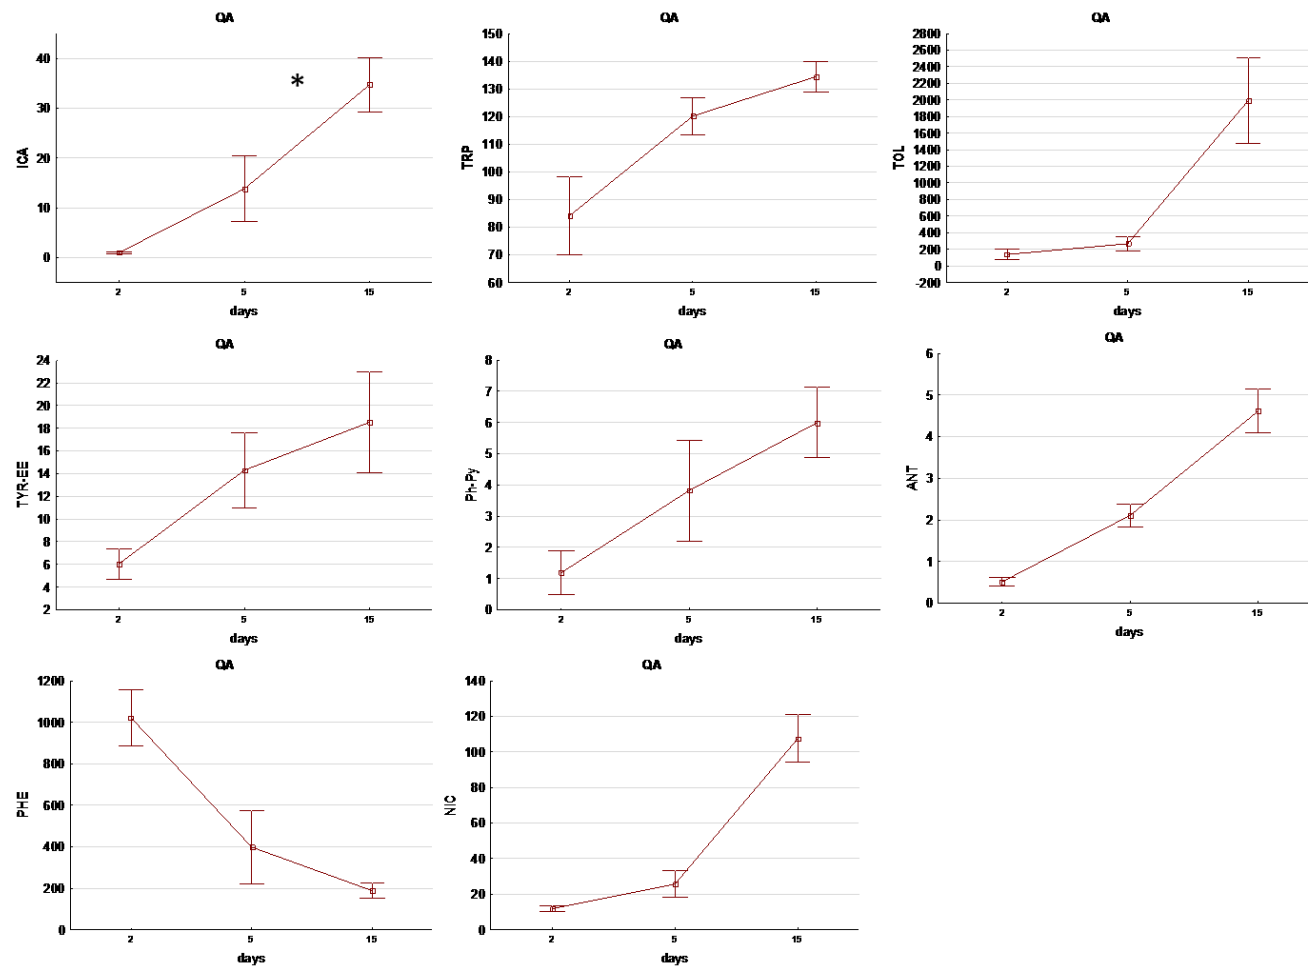 QA
40
30
20
10
0
ICA
*
2 5 15
days
QA
150
140
130
120
110
100
90
80
70
60
TRP
2 5 15
days
QA
2800
2600
2400
2200
2000
1800
1600
1400
1200
1000
800
600
400
200
0
-200
TOL
2 5 15
days
QA
24
22
20
18
16
14
12
10
8
6
4
2
TYR-EE
2 5 15
days
QA
8
7
6
5
4
3
2
1
0
Ph-Py
2 5 15
days
QA
6
5
4
3
2
1
0
ANT
2 5 15
days
QA
1200
1000
800
600
400
200
0
PHE
2 5 15
days
QA
140
120
100
80
60
40
20
0
NIC
2 5 15
days